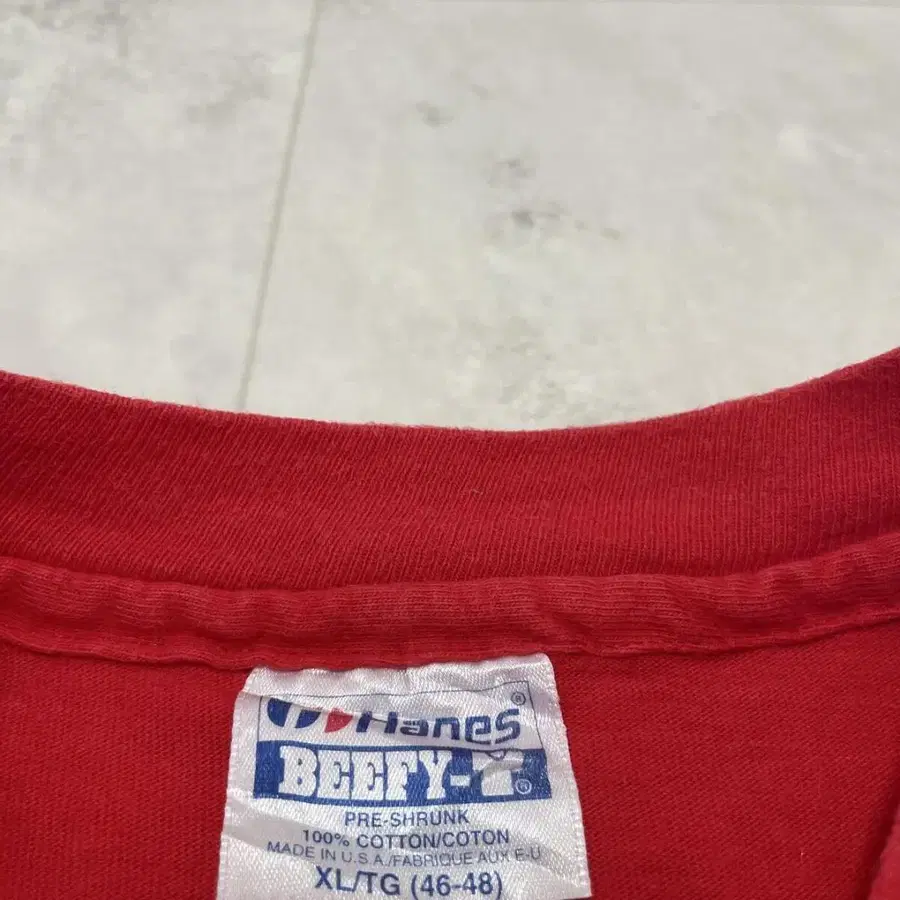 Hanes®
BEEFY-T®
PRE-SHRUNK
100% COTTON/COTON
MADE IN U.S.A./FABRIQUE AUX E-U
XL/TG (46-48)